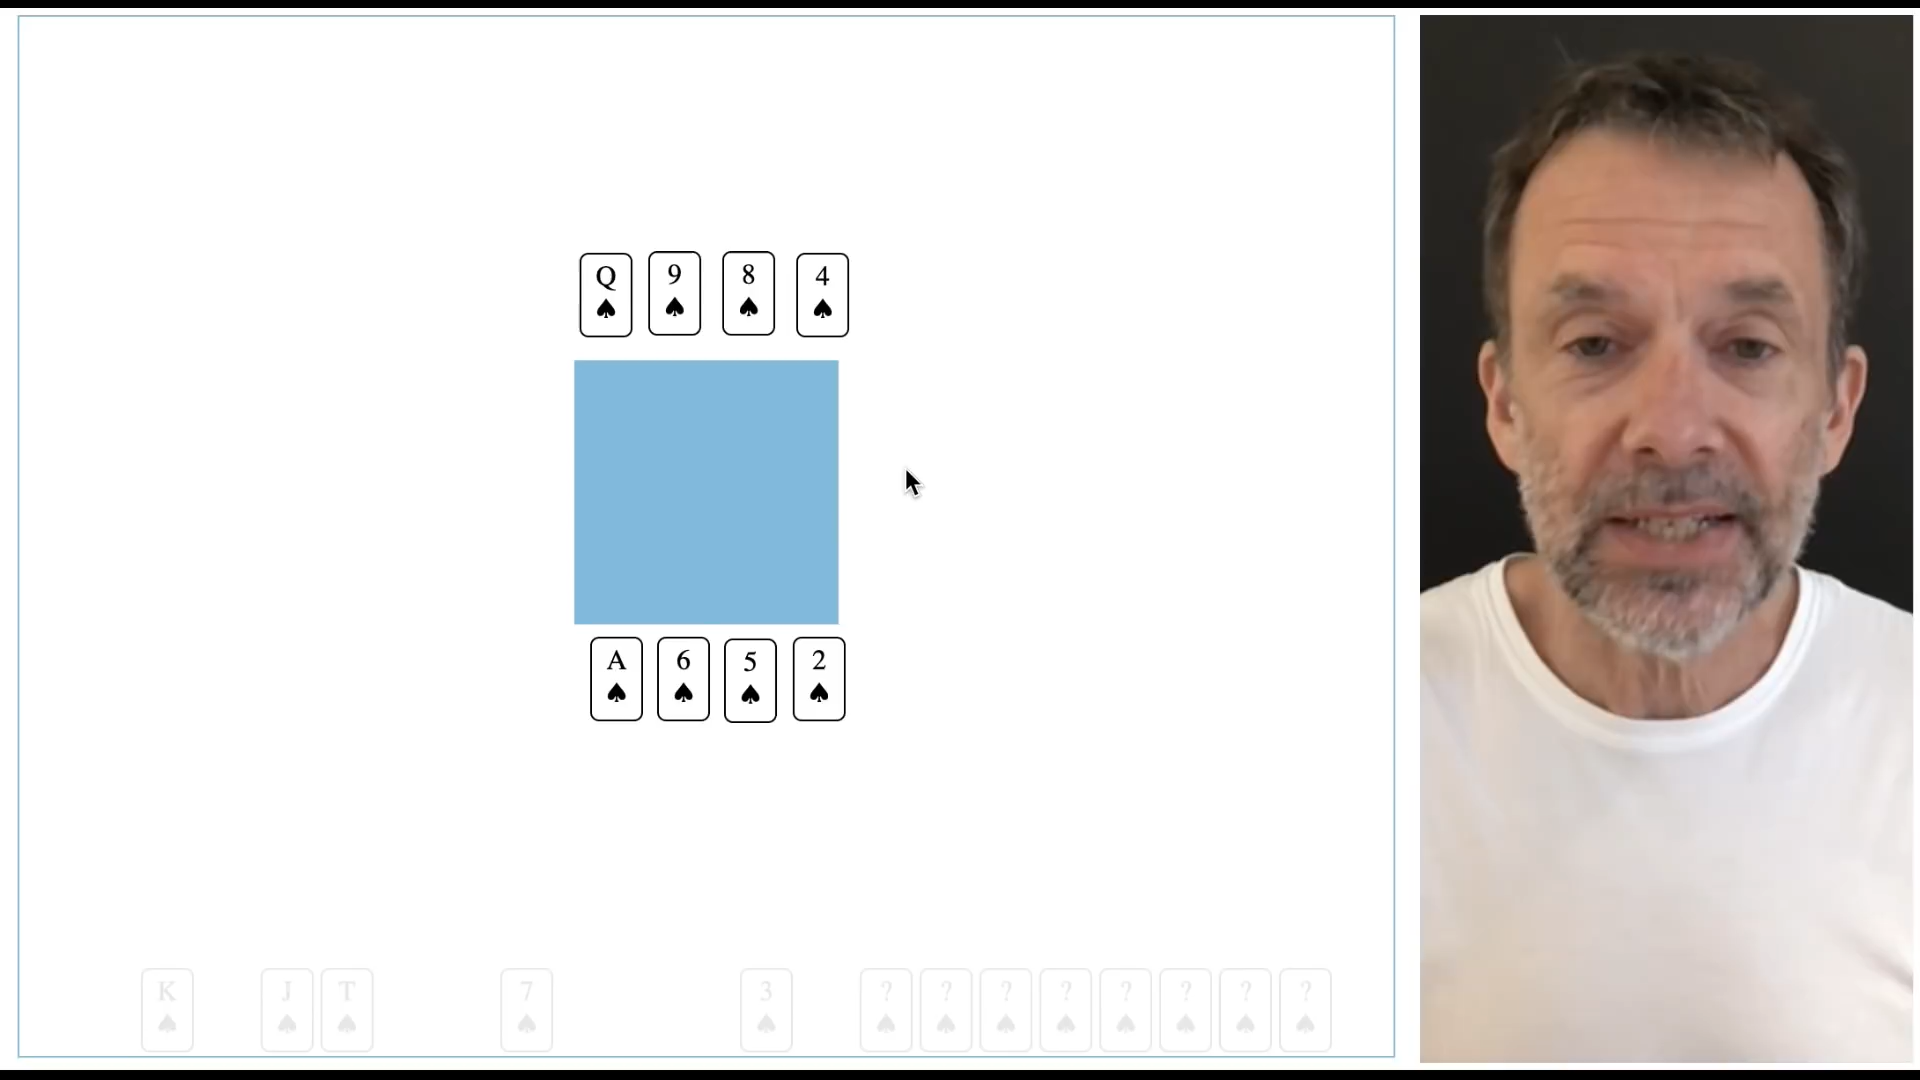 Q 9 8 4
♠ ♠ ♠ ♠
A 6 5 2
♠ ♠ ♠ ♠
K J T 7 3 ? ? ? ? ? ? ? ?
♠ ♠ ♠ ♠ ♠ ♠ ♠ ♠ ♠ ♠ ♠ ♠ ♠